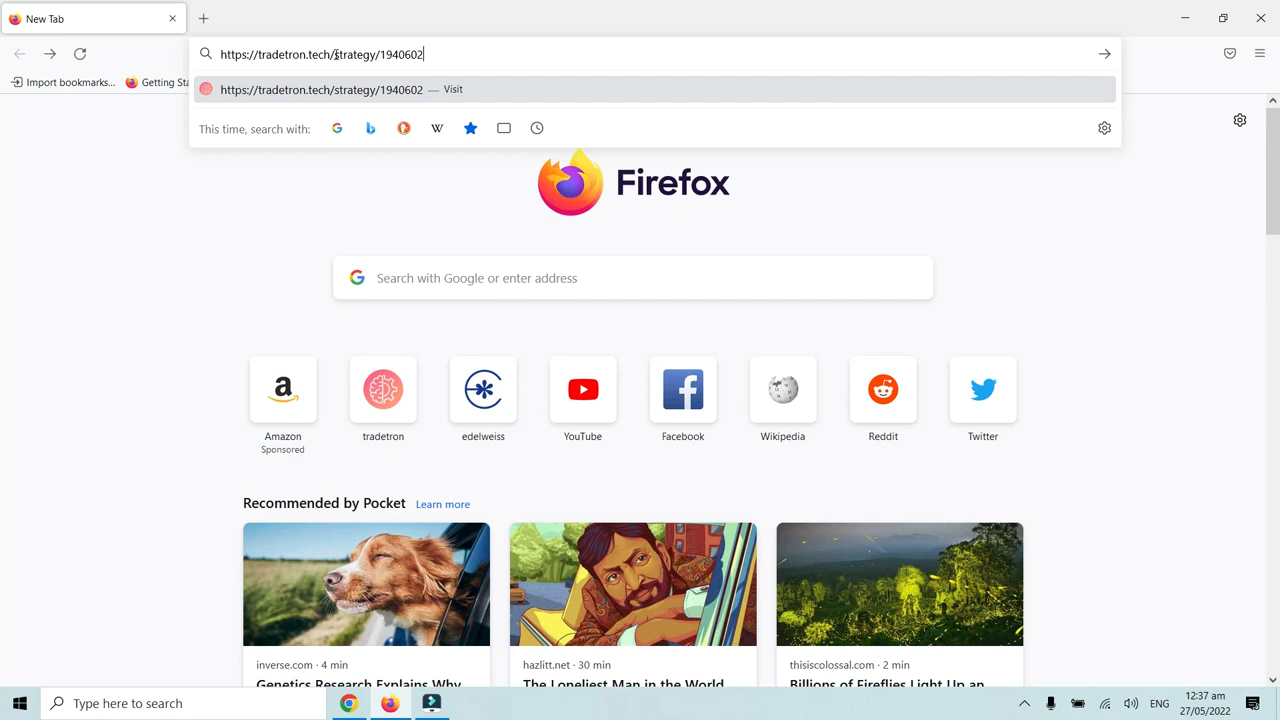 New Tab
https://tradetron.tech/strategy/1940602
Import bookmarks...
Getting Sta
https://tradetron.tech/strategy/1940602 — Visit
This time, search with:
W
Firefox
Search with Google or enter address
Amazon
Sponsored
tradetron
edelweiss
YouTube
Facebook
Wikipedia
Reddit
Twitter
Recommended by Pocket
Learn more
inverse.com · 4 min
hazlitt.net · 30 min
thisiscolossal.com · 2 min
Genetics Research Explains Why
The Loneliest Man in the World
Billions of Fireflies Light Up an
Type here to search
ENG
12:37 am
27/05/2022